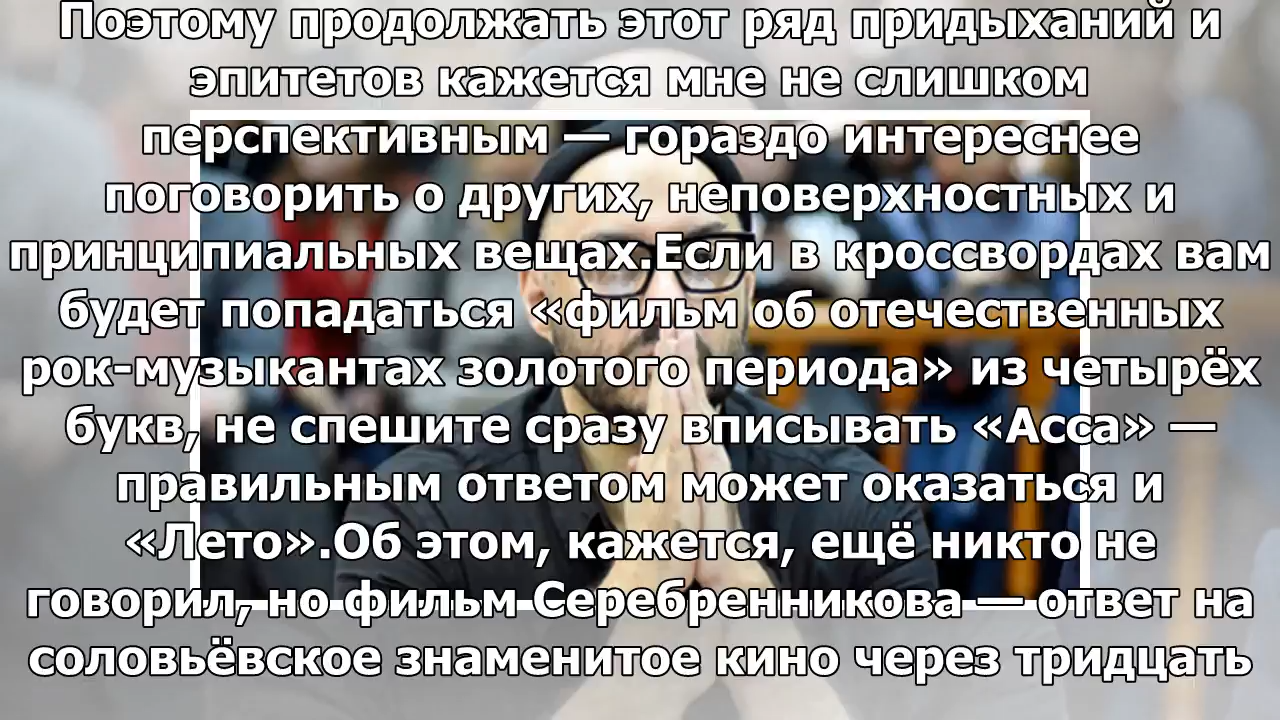 Поэтому продолжать этот ряд придыханий и
эпитетов кажется мне не слишком
перспективным — гораздо интереснее
поговорить о других, неповерхностных и
принципиальных вещах.Если в кроссвордах вам
будет попадаться «фильм об отечественных
рок-музыкантах золотого периода» из четырёх
букв, не спешите сразу вписывать «Асса» —
правильным ответом может оказаться и
«Лето».Об этом, кажется, ещё никто не
говорил, но фильм Серебренникова — ответ на
соловьёвское знаменитое кино через тридцать